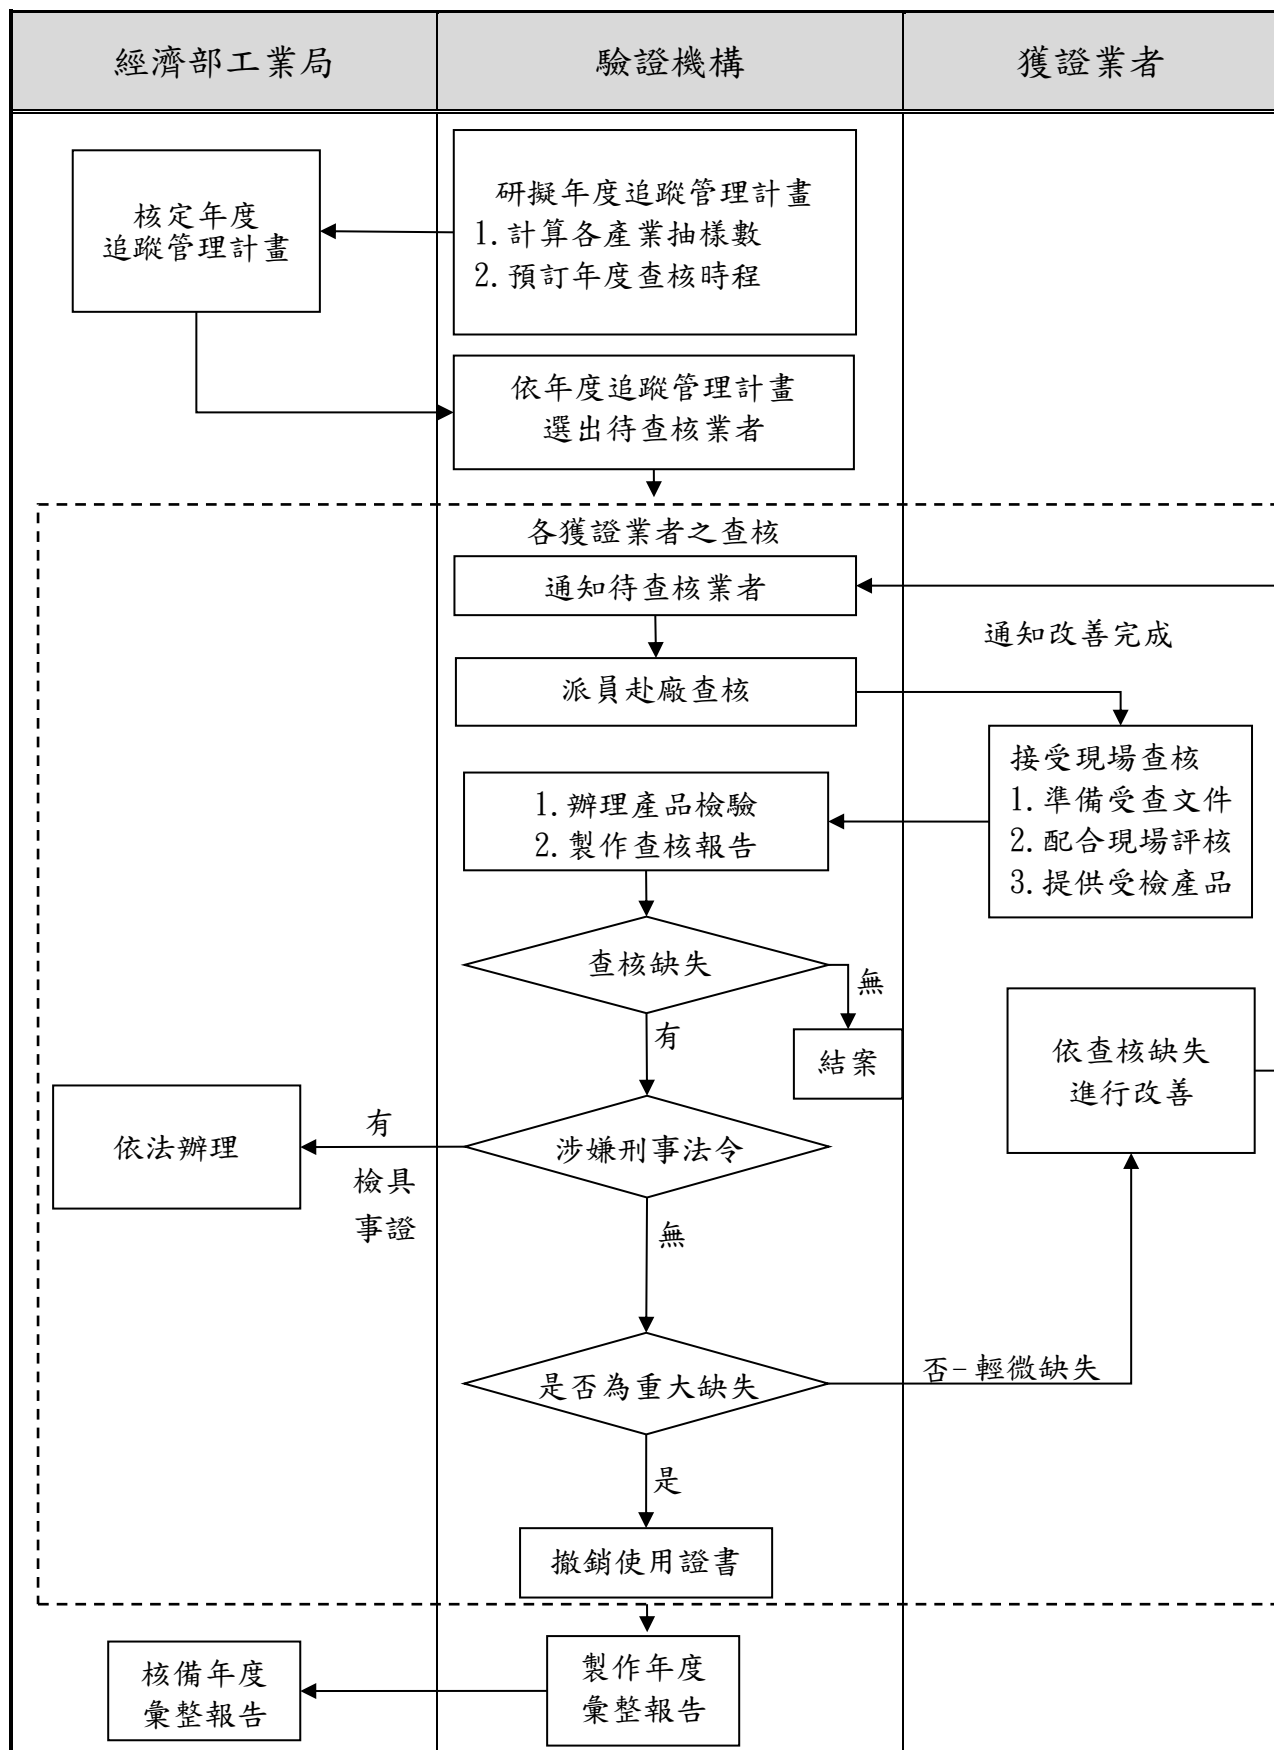 經濟部工業局
驗證機構
獲證業者
研擬年度追蹤管理計畫
1.計算各產業抽樣數
2.預訂年度查核時程
核定年度
追蹤管理計畫
依年度追蹤管理計畫
選出待查核業者
各獲證業者之查核
通知待查核業者
通知改善完成
派員赴廠查核
接受現場查核
1.準備受查文件
2.配合現場評核
3.提供受檢產品
1.辦理產品檢驗
2.製作查核報告
查核缺失
無
結案
有
依查核缺失
進行改善
涉嫌刑事法令
有
檢具
事證
依法辦理
無
是否為重大缺失
否-輕微缺失
是
撤銷使用證書
製作年度
彙整報告
核備年度
彙整報告